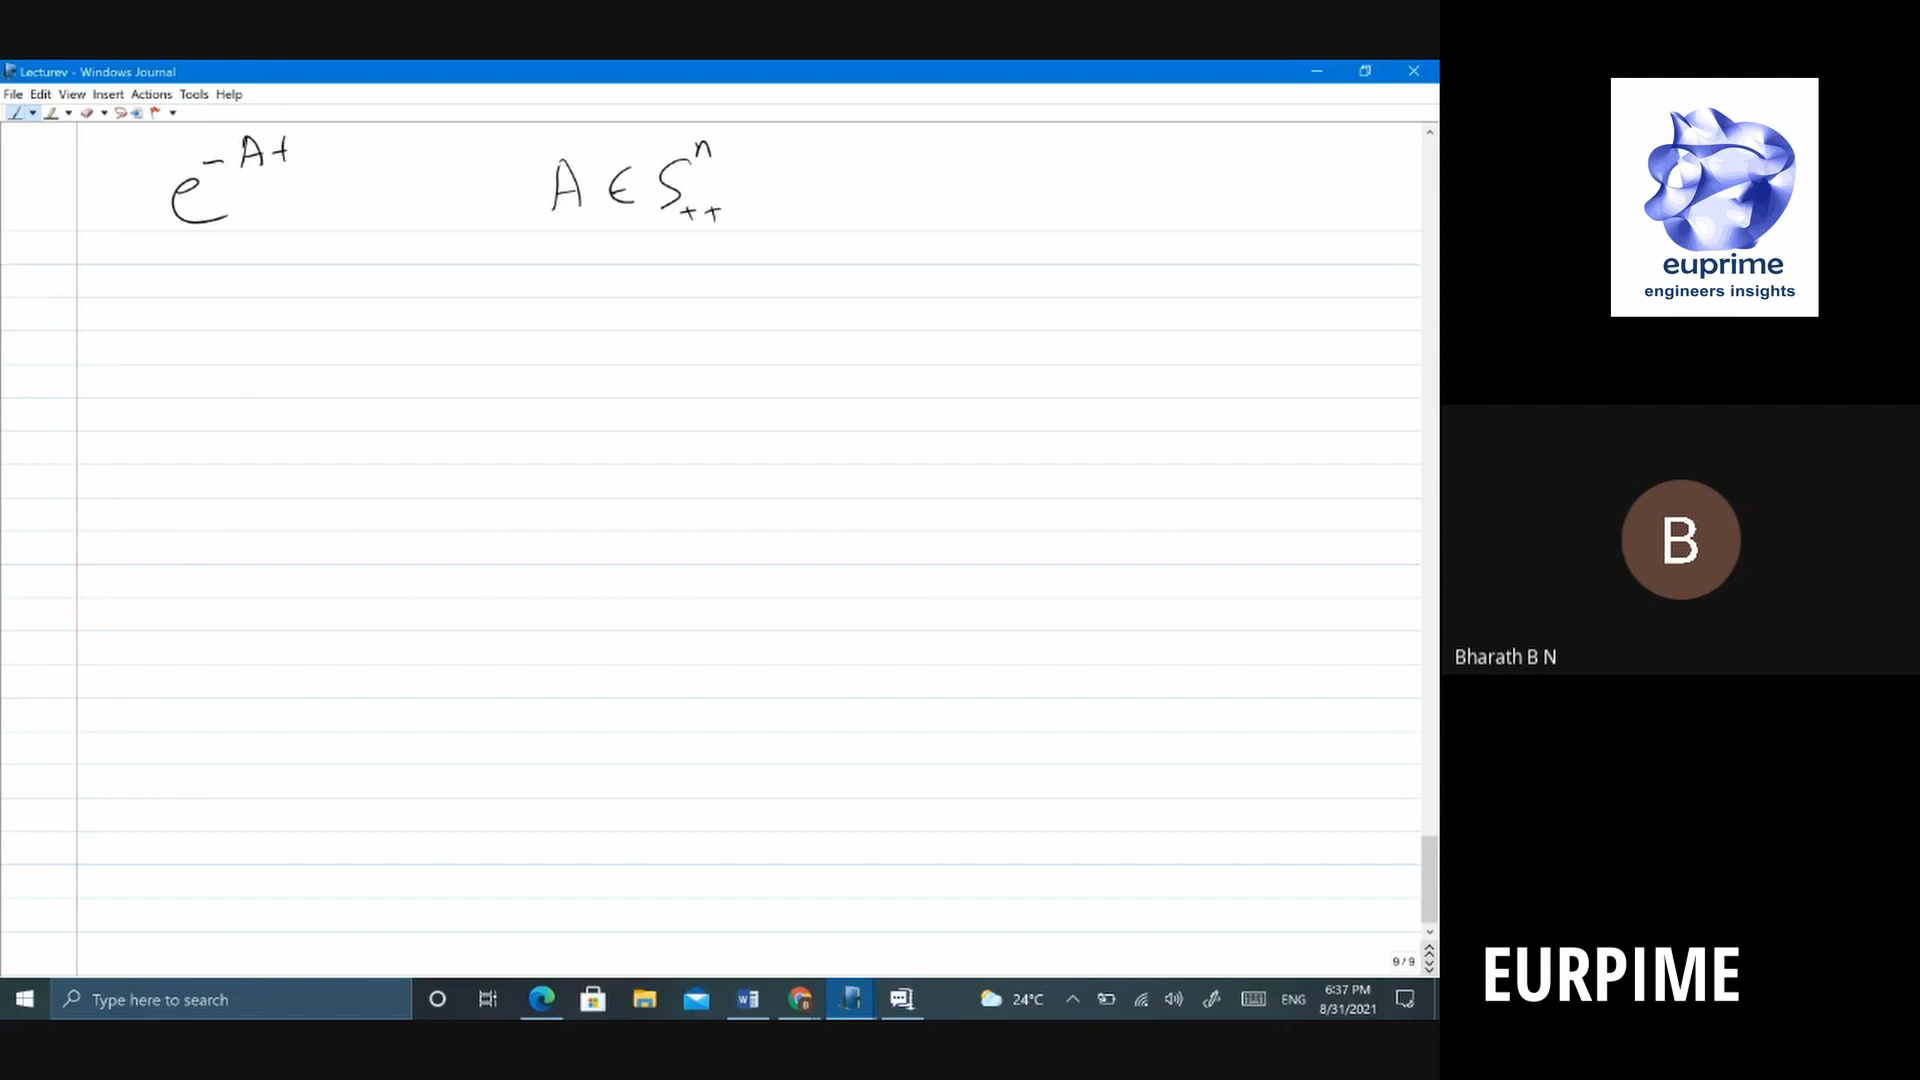 Lecturev - Windows Journal
File Edit View Insert Actions Tools Help
e^{-At} A ∈ S^n_{++}
9 / 9
Type here to search
24°C
ENG
6:37 PM
8/31/2021
euprime
engineers insights
B
Bharath B N
EURPIME